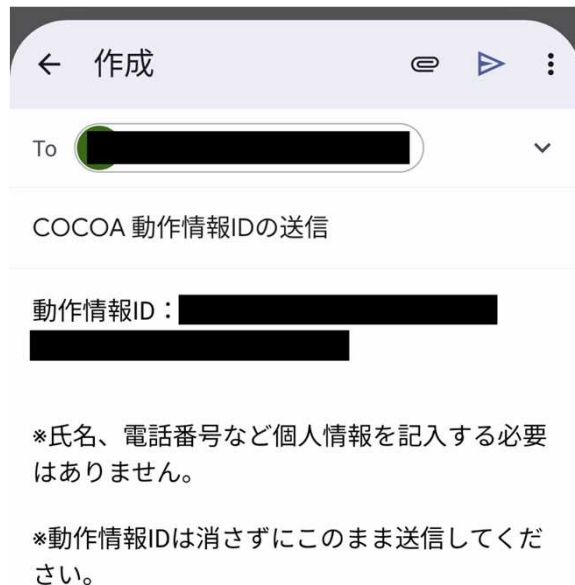 作成
To
COCOA 動作情報IDの送信
動作情報ID：
※氏名、電話番号など個人情報を記入する必要
はありません。
※動作情報IDは消さずにこのまま送信してくだ
さい。